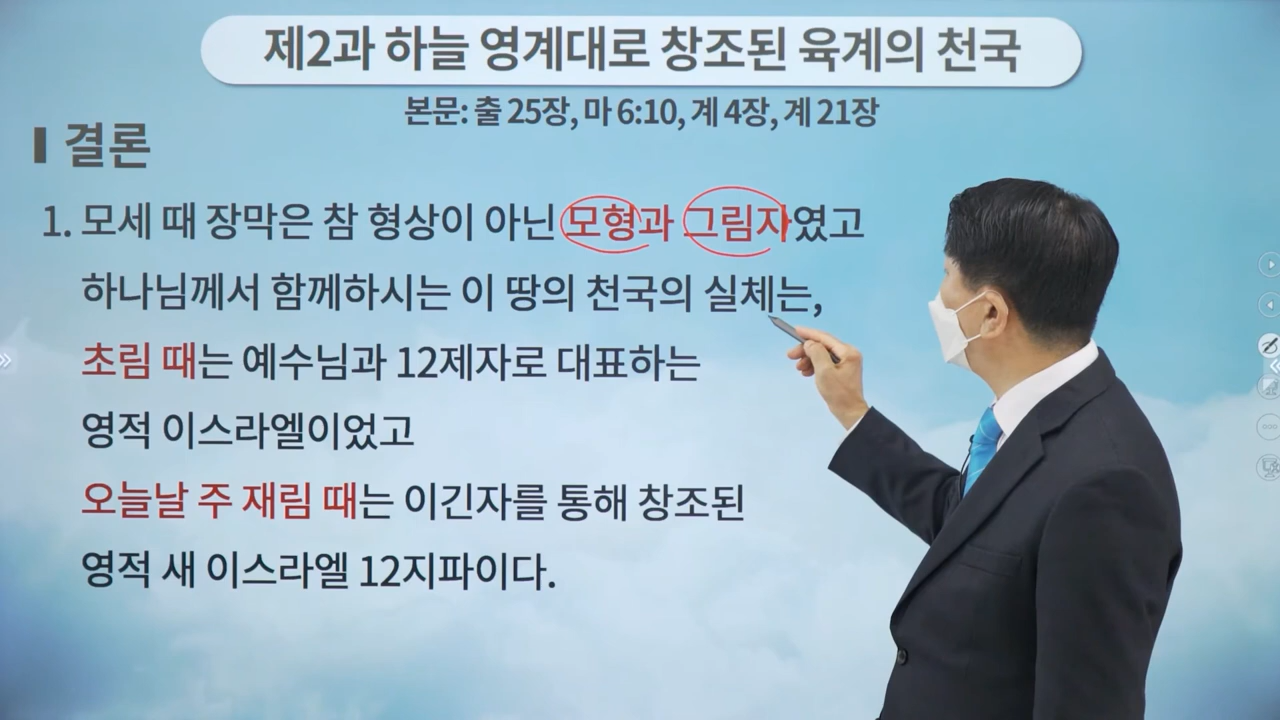 제2과 하늘 영계대로 창조된 육계의 천국
본문: 출 25장, 마 6:10, 계 4장, 계 21장
결론
1. 모세 때 장막은 참 형상이 아닌 모형과 그림자였고
하나님께서 함께하시는 이 땅의 천국의 실체는,
초림 때는 예수님과 12제자로 대표하는
영적 이스라엘이었고
오늘날 주 재림 때는 이긴자를 통해 창조된
영적 새 이스라엘 12지파이다.